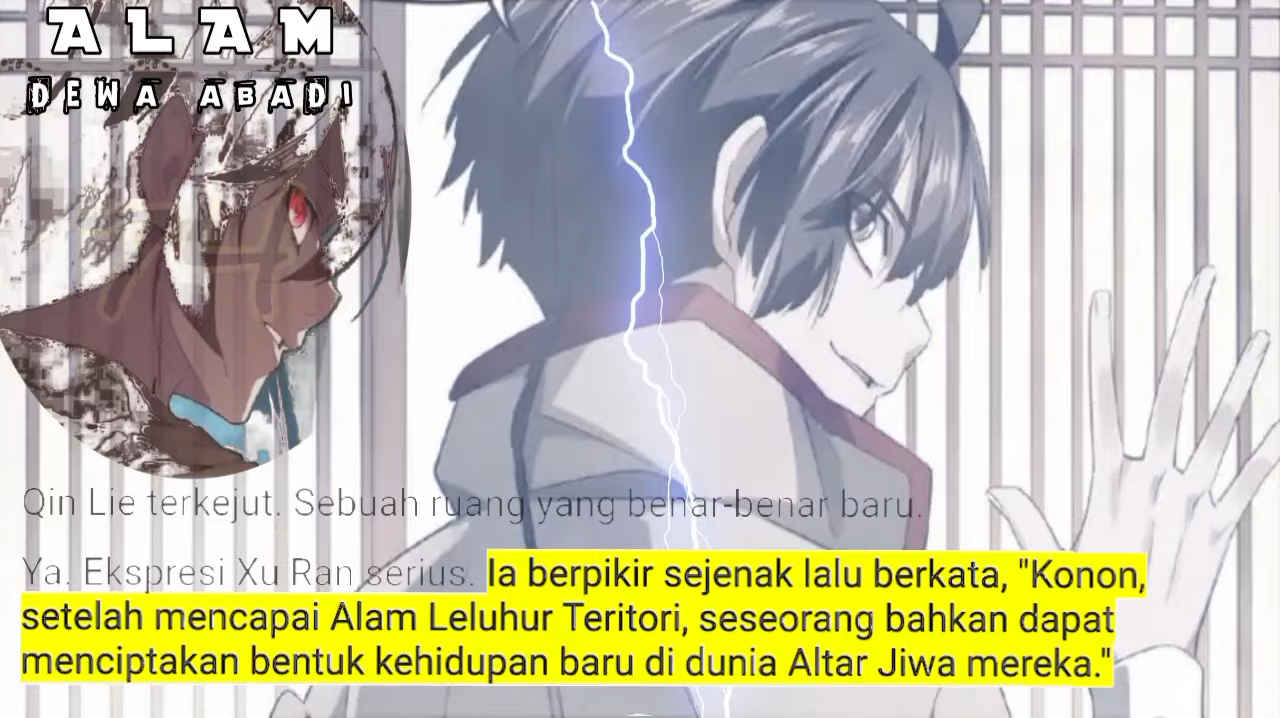 ALAM
DEWA ABADI
Qin Lie terkejut. Sebuah ruang yang benar-benar baru.
Ya. Ekspresi Xu Ran serius. Ia berpikir sejenak lalu berkata, "Konon,
setelah mencapai Alam Leluhur Teritori, seseorang bahkan dapat
menciptakan bentuk kehidupan baru di dunia Altar Jiwa mereka."